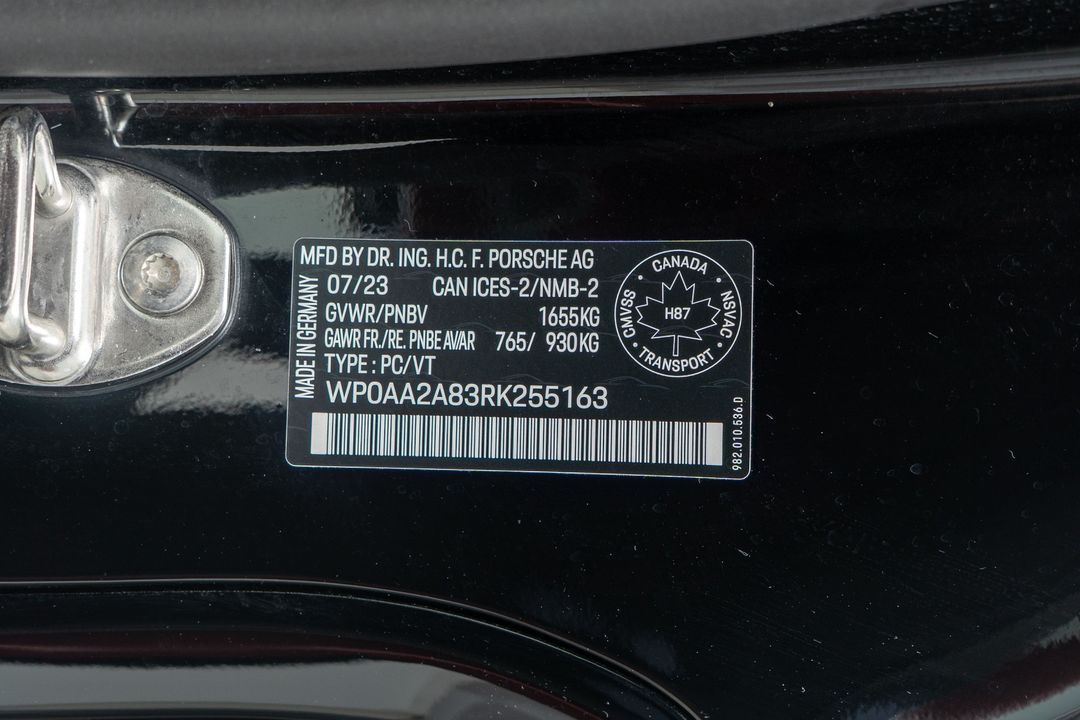 MFD BY DR. ING. H.C. F. PORSCHE AG
07/23 CAN ICES-2/NMB-2
GVWR/PNBV 1655KG
GAWR FR./RE. PNBE AV/AR 765/ 930KG
TYPE : PC/VT
WP0AA2A83RK255163
MADE IN GERMANY
CANADA
CMVSS
NSVAC
H87
TRANSPORT
982.010.536.D